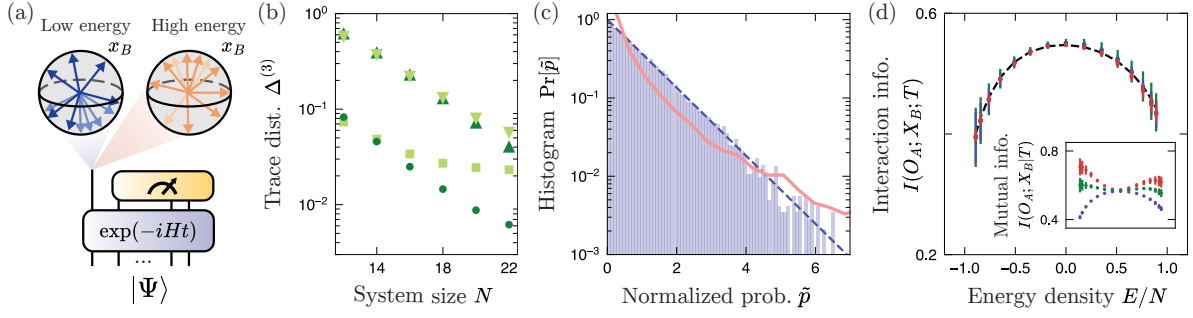 (a)
Low energy
High energy
x_B
x_B
exp(−iHt)
...
...
|Ψ⟩
(b)
Trace dist. Δ^(3)
10^0
10^−1
10^−2
14
18
22
System size N
(c)
Histogram Pr[p̃]
10^0
10^−1
10^−2
10^−3
0
2
4
6
Normalized prob. p̃
(d)
Interaction info.
I(O_A; X_B; T)
0.6
0.2
Mutual info.
I(O_A; X_B|T)
0.8
0.4
−1.0
−0.5
0.0
0.5
1.0
Energy density E/N